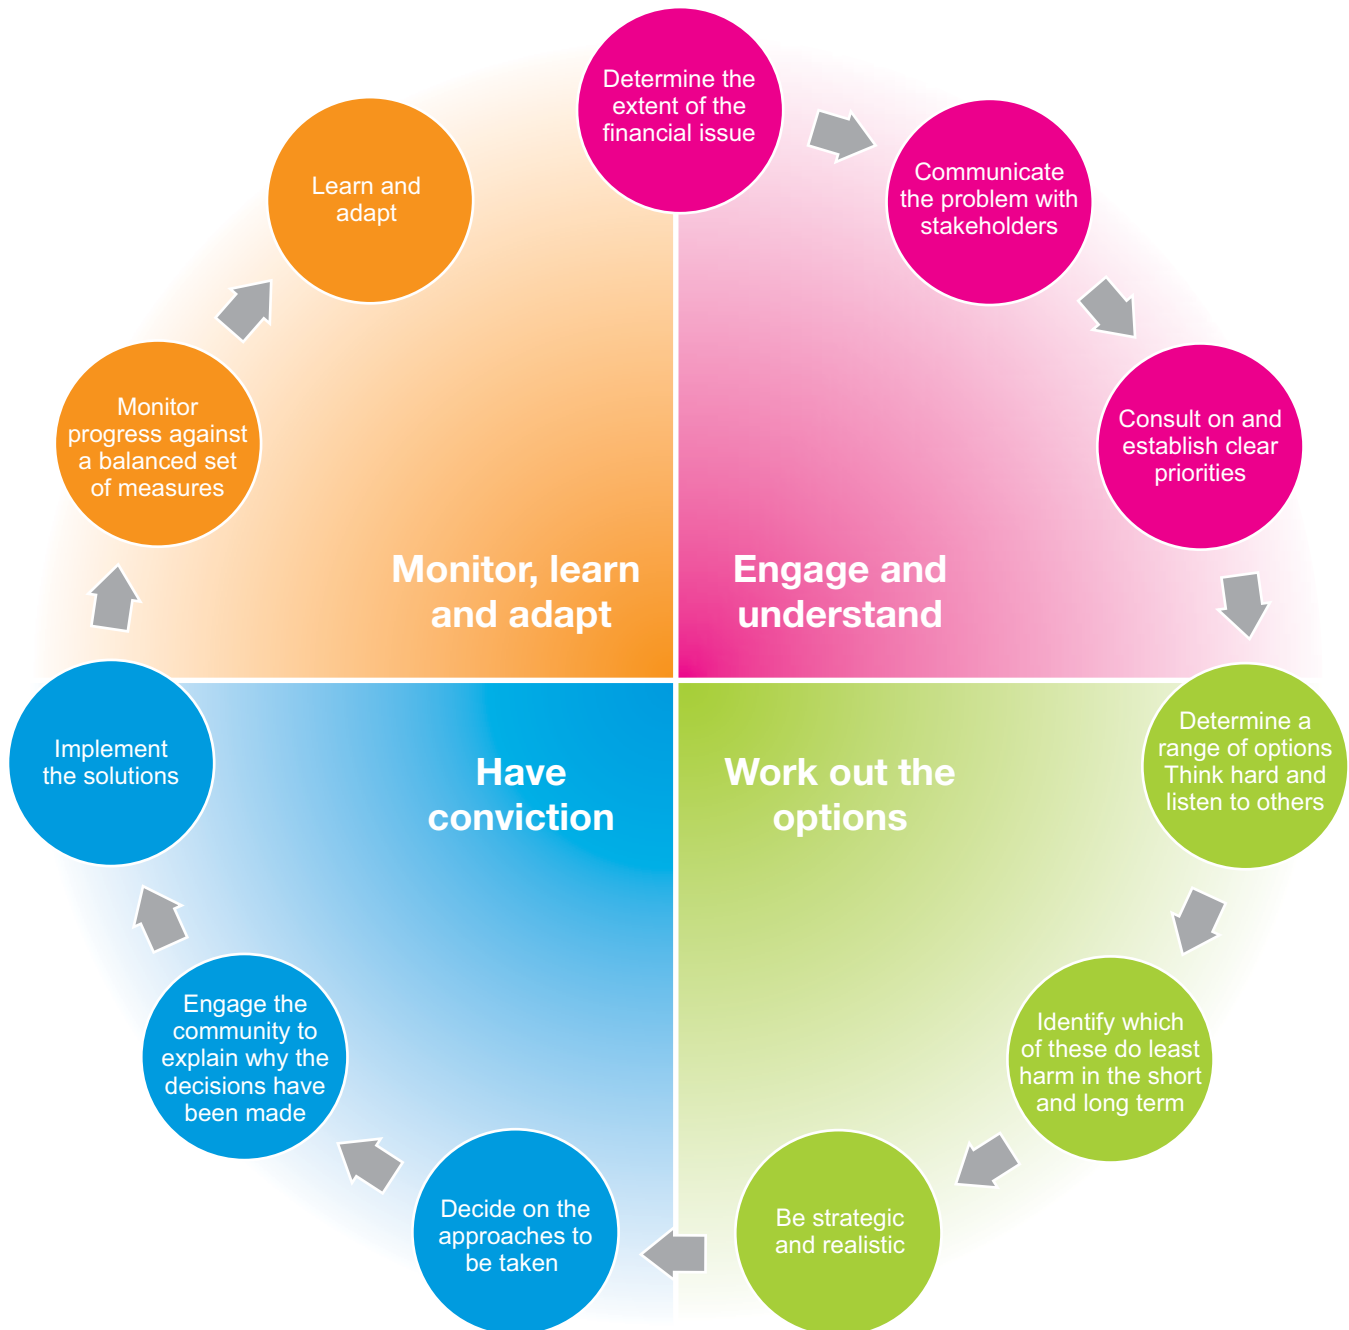 Determine the
extent of the
financial issue
Communicate
the problem with
stakeholders
Consult on and
establish clear
priorities
Engage and
understand
Determine a
range of options
Think hard and
listen to others
Identify which
of these do least
harm in the short
and long term
Be strategic
and realistic
Work out the
options
Decide on the
approaches to
be taken
Engage the
community to
explain why the
decisions have
been made
Implement
the solutions
Have
conviction
Monitor
progress against
a balanced set
of measures
Learn and
adapt
Monitor, learn
and adapt